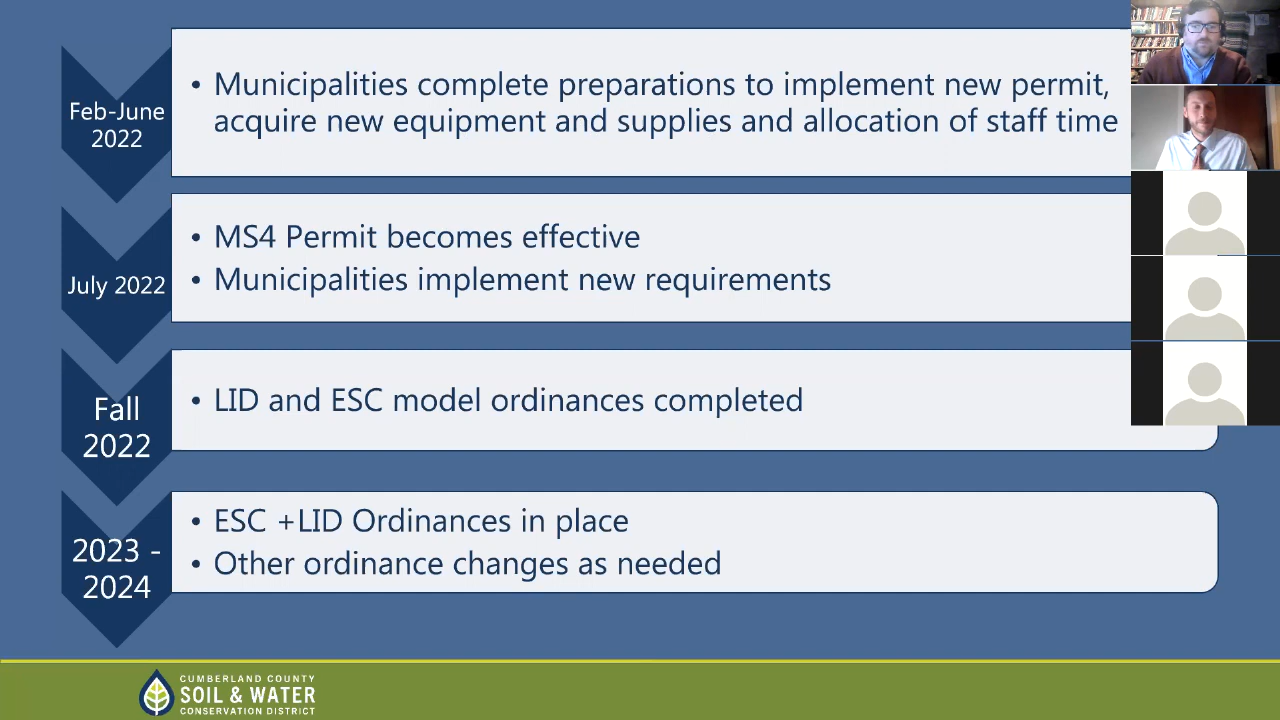 Feb-June
2022
• Municipalities complete preparations to implement new permit,
acquire new equipment and supplies and allocation of staff time
July 2022
• MS4 Permit becomes effective
• Municipalities implement new requirements
Fall
2022
• LID and ESC model ordinances completed
2023 -
2024
• ESC +LID Ordinances in place
• Other ordinance changes as needed
CUMBERLAND COUNTY
SOIL & WATER
CONSERVATION DISTRICT